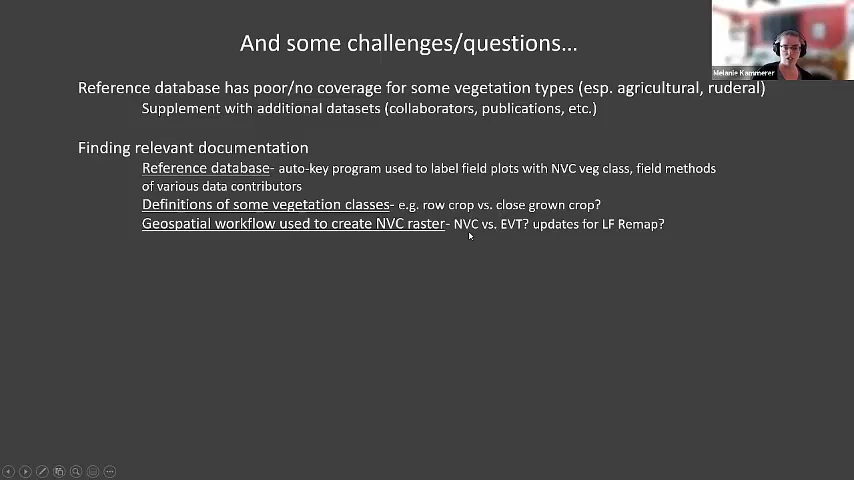 And some challenges/questions...
Melanie Kammerer
Reference database has poor/no coverage for some vegetation types (esp. agricultural, ruderal)
Supplement with additional datasets (collaborators, publications, etc.)
Finding relevant documentation
Reference database- auto-key program used to label field plots with NVC veg class, field methods
of various data contributors
Definitions of some vegetation classes- e.g. row crop vs. close grown crop?
Geospatial workflow used to create NVC raster- NVC vs. EVT? updates for LF Remap?